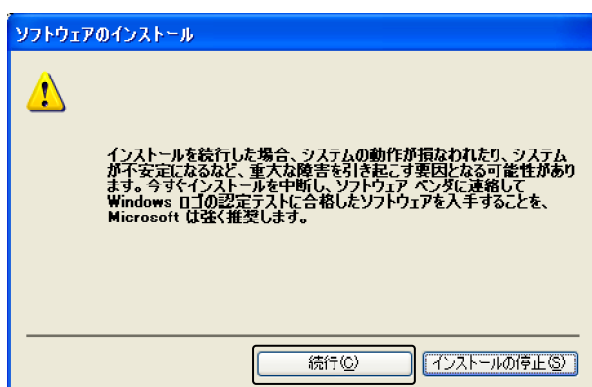 ソフトウェアのインストール
インストールを続行した場合、システムの動作が損なわれたり、システム
が不安定になるなど、重大な障害を引き起こす要因となる可能性があり
ます。今すぐインストールを中断し、ソフトウェア ベンダに連絡して
Windows ロゴの認定テストに合格したソフトウェアを入手することを、
Microsoft は強く推奨します。
続行(C)
インストールの停止(S)